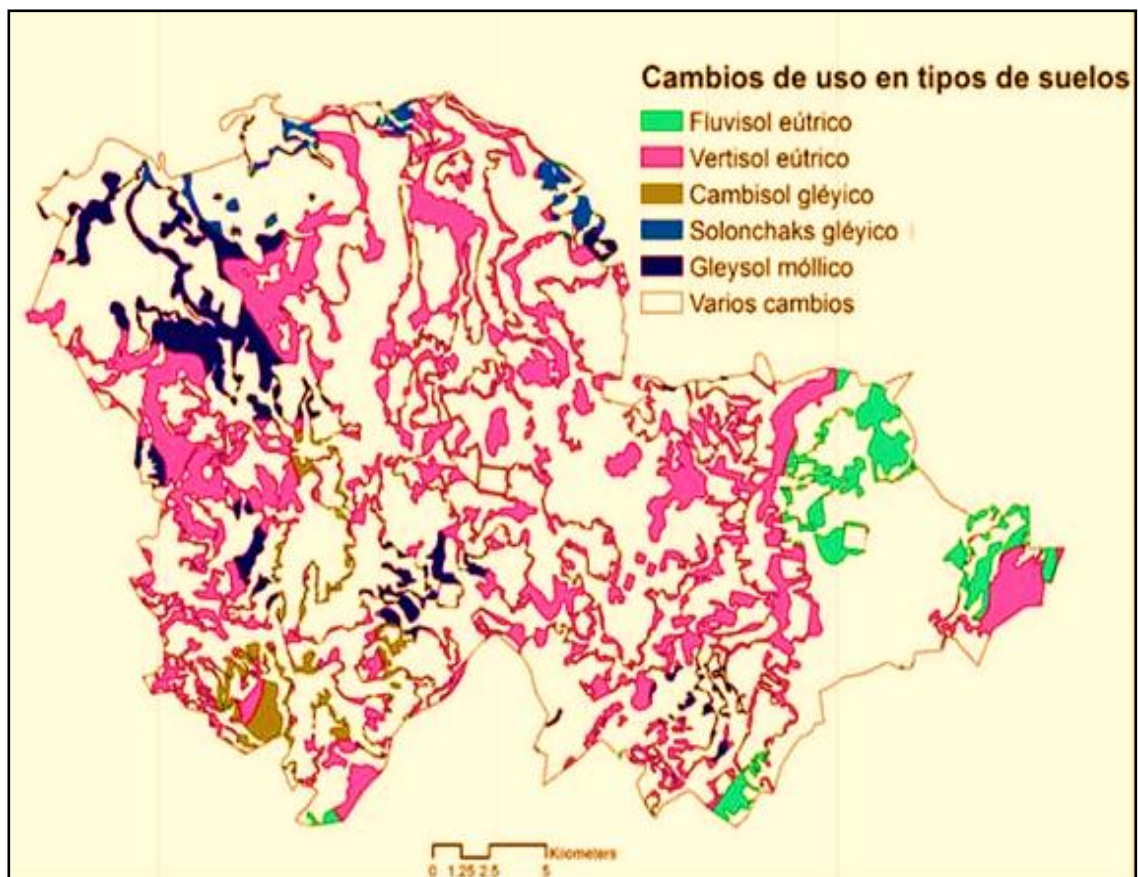 Cambios de uso en tipos de suelos
Fluvisol eútrico
Vertisol eútrico
Cambisol gléyico
Solonchaks gléyico
Gleysol móllico
Varios cambios
Kilometers
0 1.25 2.5 5